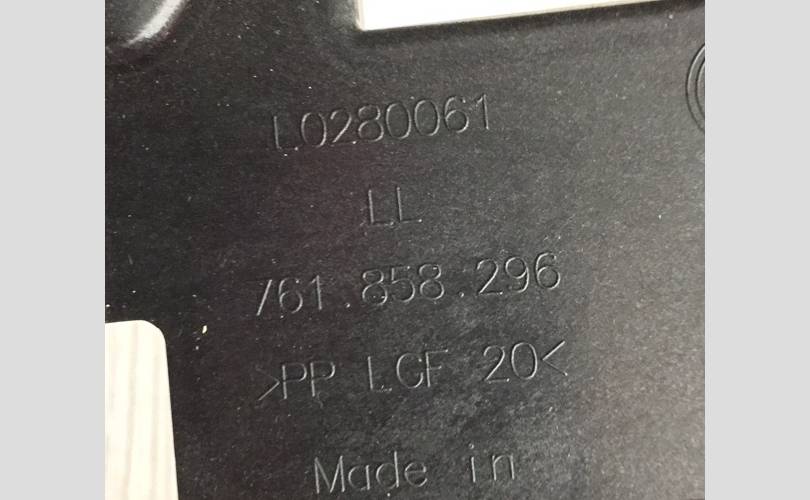 L0280061
LL
761.858.296
>PP LGF 20<
Made in